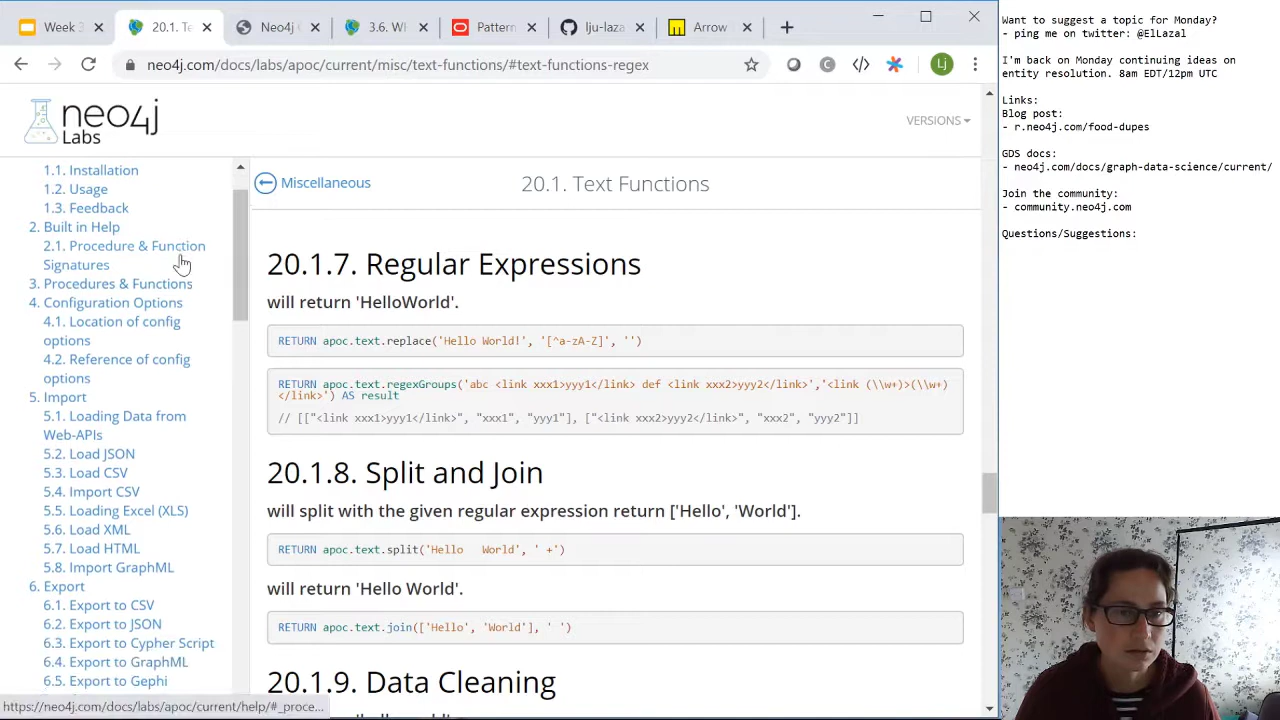 Week 3
20.1. Te
Neo4j
3.6. Wi
Pattern
lju-laza
Arrow
neo4j.com/docs/labs/apoc/current/misc/text-functions/#text-functions-regex
Lj
neo4j
Labs
VERSIONS
1.1. Installation
1.2. Usage
1.3. Feedback
2. Built in Help
2.1. Procedure & Function
Signatures
3. Procedures & Functions
4. Configuration Options
4.1. Location of config
options
4.2. Reference of config
options
5. Import
5.1. Loading Data from
Web-APIs
5.2. Load JSON
5.3. Load CSV
5.4. Import CSV
5.5. Loading Excel (XLS)
5.6. Load XML
5.7. Load HTML
5.8. Import GraphML
6. Export
6.1. Export to CSV
6.2. Export to JSON
6.3. Export to Cypher Script
6.4. Export to GraphML
6.5. Export to Gephi
https://neo4j.com/docs/labs/apoc/current/help/#_proc...
Miscellaneous
20.1. Text Functions
20.1.7. Regular Expressions
will return 'HelloWorld'.
RETURN apoc.text.replace('Hello World!', '[^a-zA-Z]', '')
RETURN apoc.text.regexGroups('abc <link xxx1>yyy1</link> def <link xxx2>yyy2</link>','<link (\\w+)>(\\w+)
</link>') AS result
// [["<link xxx1>yyy1</link>", "xxx1", "yyy1"], ["<link xxx2>yyy2</link>", "xxx2", "yyy2"]]
20.1.8. Split and Join
will split with the given regular expression return ['Hello', 'World'].
RETURN apoc.text.split('Hello   World', ' +')
will return 'Hello World'.
RETURN apoc.text.join(['Hello', 'World'], ' ')
20.1.9. Data Cleaning
Want to suggest a topic for Monday?
- ping me on twitter: @ElLazal
I'm back on Monday continuing ideas on
entity resolution. 8am EDT/12pm UTC
Links:
Blog post:
- r.neo4j.com/food-dupes
GDS docs:
- neo4j.com/docs/graph-data-science/current/
Join the community:
- community.neo4j.com
Questions/Suggestions: